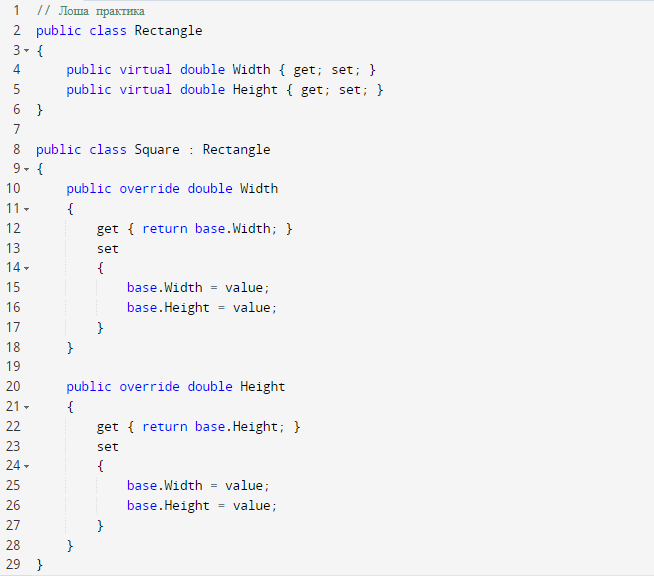 1 // Лоша практика
2 public class Rectangle
3 {
4 public virtual double Width { get; set; }
5 public virtual double Height { get; set; }
6 }
7
8 public class Square : Rectangle
9 {
10 public override double Width
11 {
12 get { return base.Width; }
13 set
14 {
15 base.Width = value;
16 base.Height = value;
17 }
18 }
19
20 public override double Height
21 {
22 get { return base.Height; }
23 set
24 {
25 base.Width = value;
26 base.Height = value;
27 }
28 }
29 }